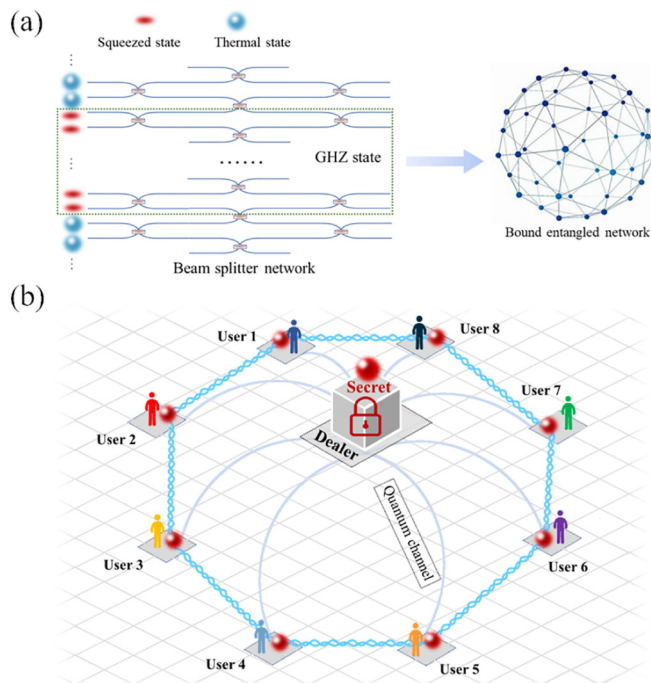 (a)
Squeezed state
Thermal state
GHZ state
Beam splitter network
Bound entangled network
(b)
User 1
User 8
Secret
User 7
User 2
Dealer
Quantum channel
User 3
User 6
User 4
User 5